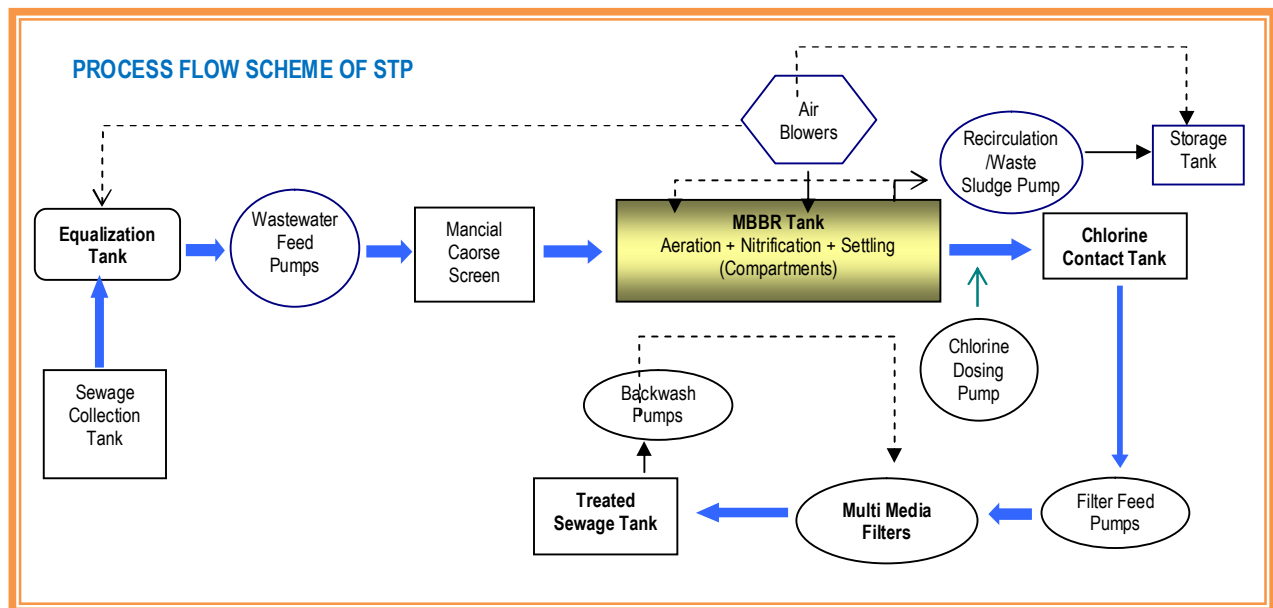 PROCESS FLOW SCHEME OF STP
Air
Blowers
Recirculation
/Waste
Sludge Pump
Storage
Tank
Equalization
Tank
Wastewater
Feed
Pumps
Mancial
Caorse
Screen
MBBR Tank
Aeration + Nitrification + Settling
(Compartments)
Chlorine
Contact Tank
Sewage
Collection
Tank
Backwash
Pumps
Chlorine
Dosing
Pump
Treated
Sewage Tank
Multi Media
Filters
Filter Feed
Pumps